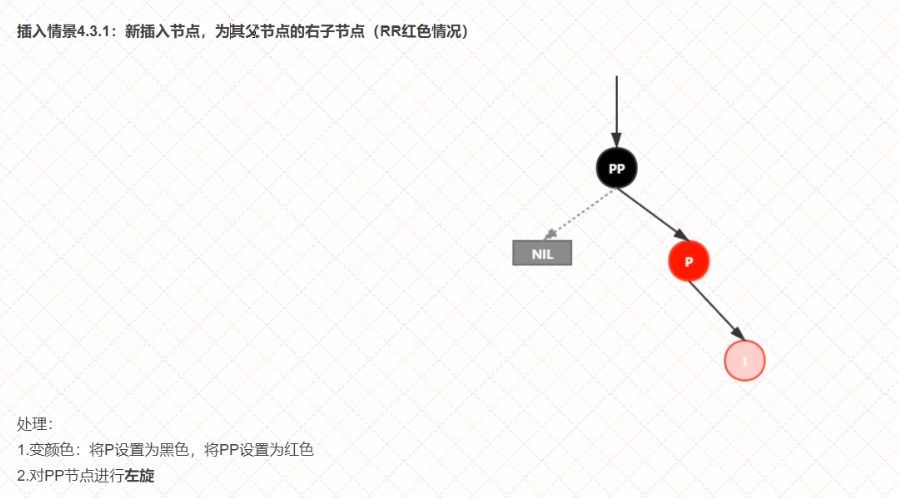 插入情景4.3.1：新插入节点，为其父节点的右子节点（RR红色情况）
PP
NIL
P
I
处理：
1.变颜色：将P设置为黑色，将PP设置为红色
2.对PP节点进行左旋